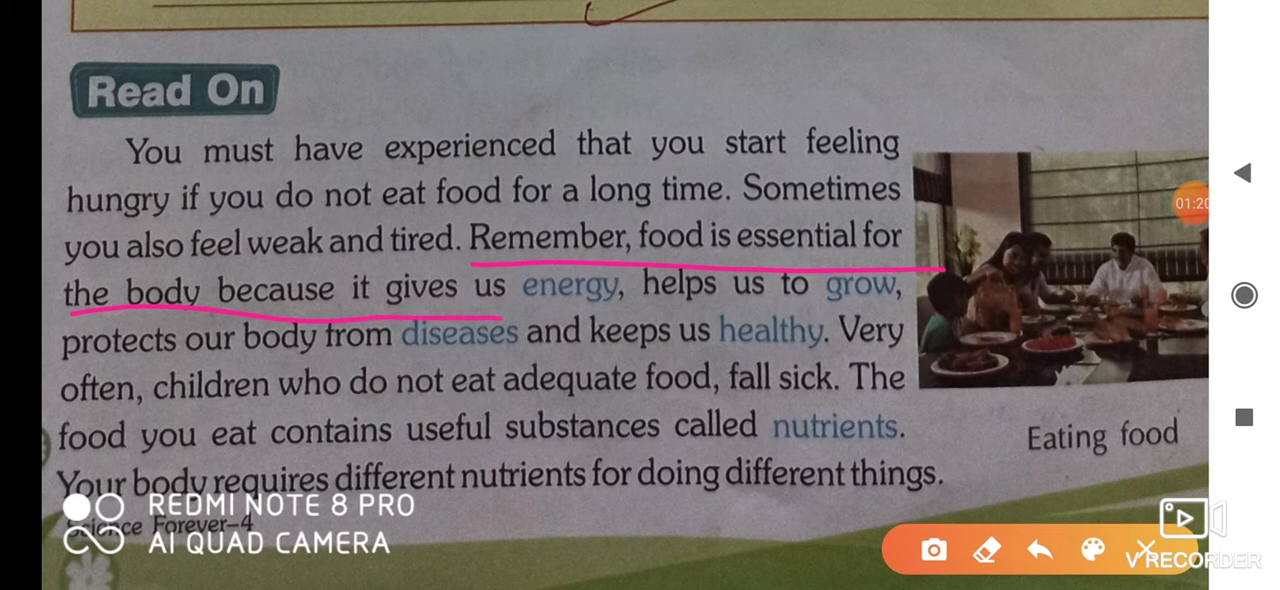 Read On
You must have experienced that you start feeling
hungry if you do not eat food for a long time. Sometimes
you also feel weak and tired. Remember, food is essential for
the body because it gives us energy, helps us to grow,
protects our body from diseases and keeps us healthy. Very
often, children who do not eat adequate food, fall sick. The
food you eat contains useful substances called nutrients.
Your body requires different nutrients for doing different things.
Eating food
Science Forever-4
REDMI NOTE 8 PRO
AI QUAD CAMERA
01:20
V RECORDER